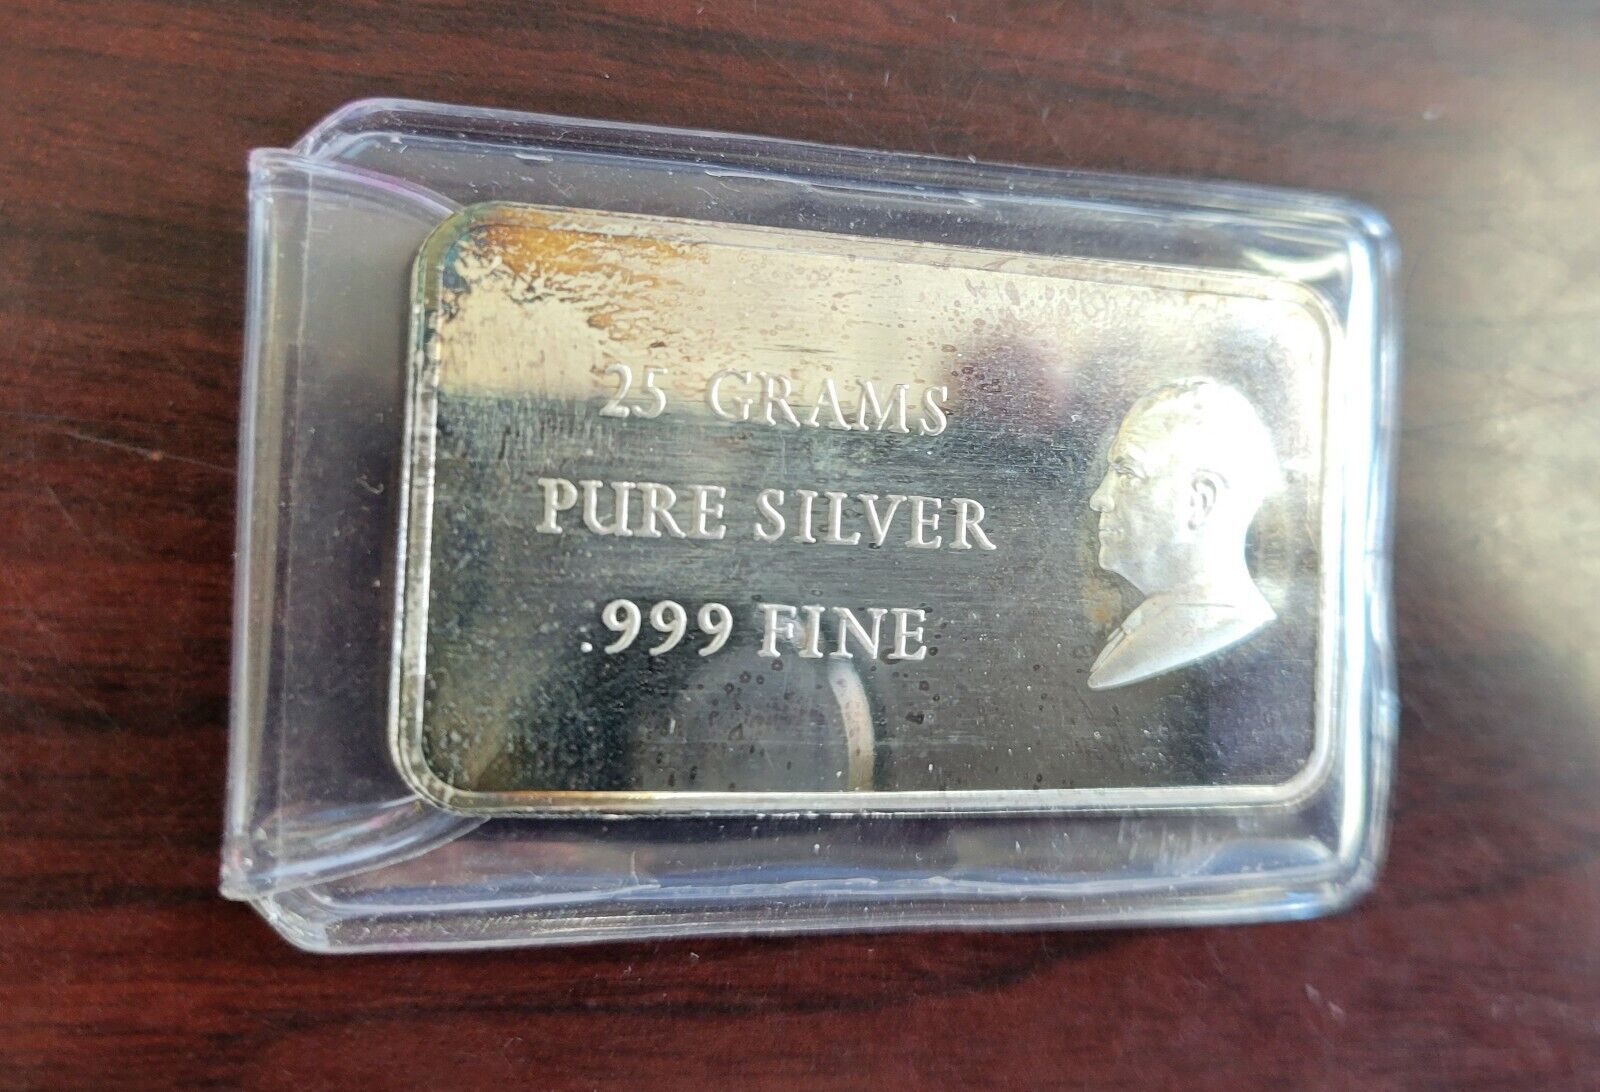 25 GRAMS
PURE SILVER
.999 FINE